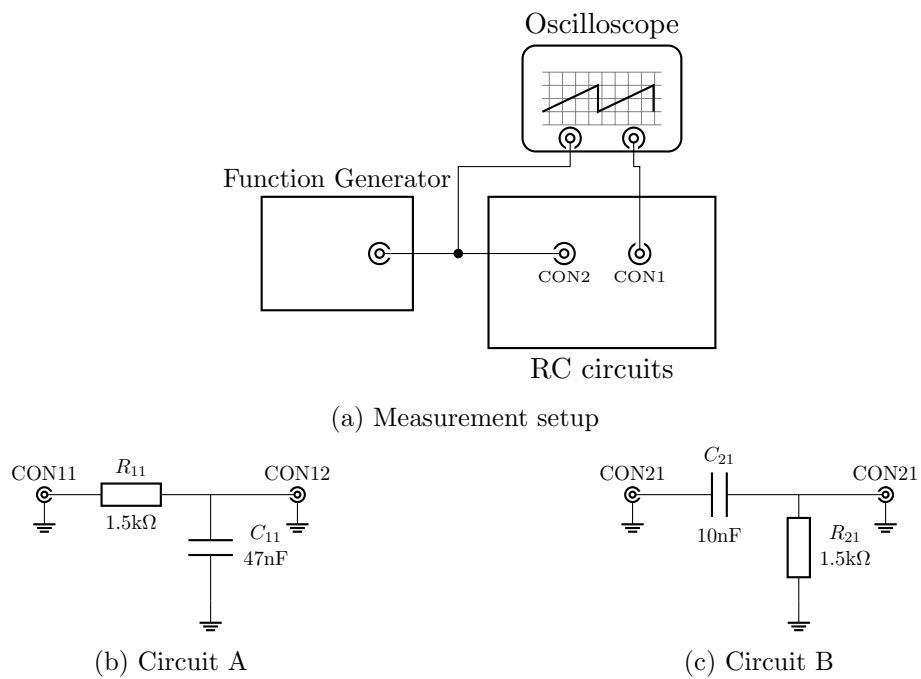 Oscilloscope
Function Generator
CON2 CON1
RC circuits
(a) Measurement setup
CON11 R11 CON12
1.5kΩ
C11
47nF
(b) Circuit A
CON21 C21 CON21
10nF
R21
1.5kΩ
(c) Circuit B